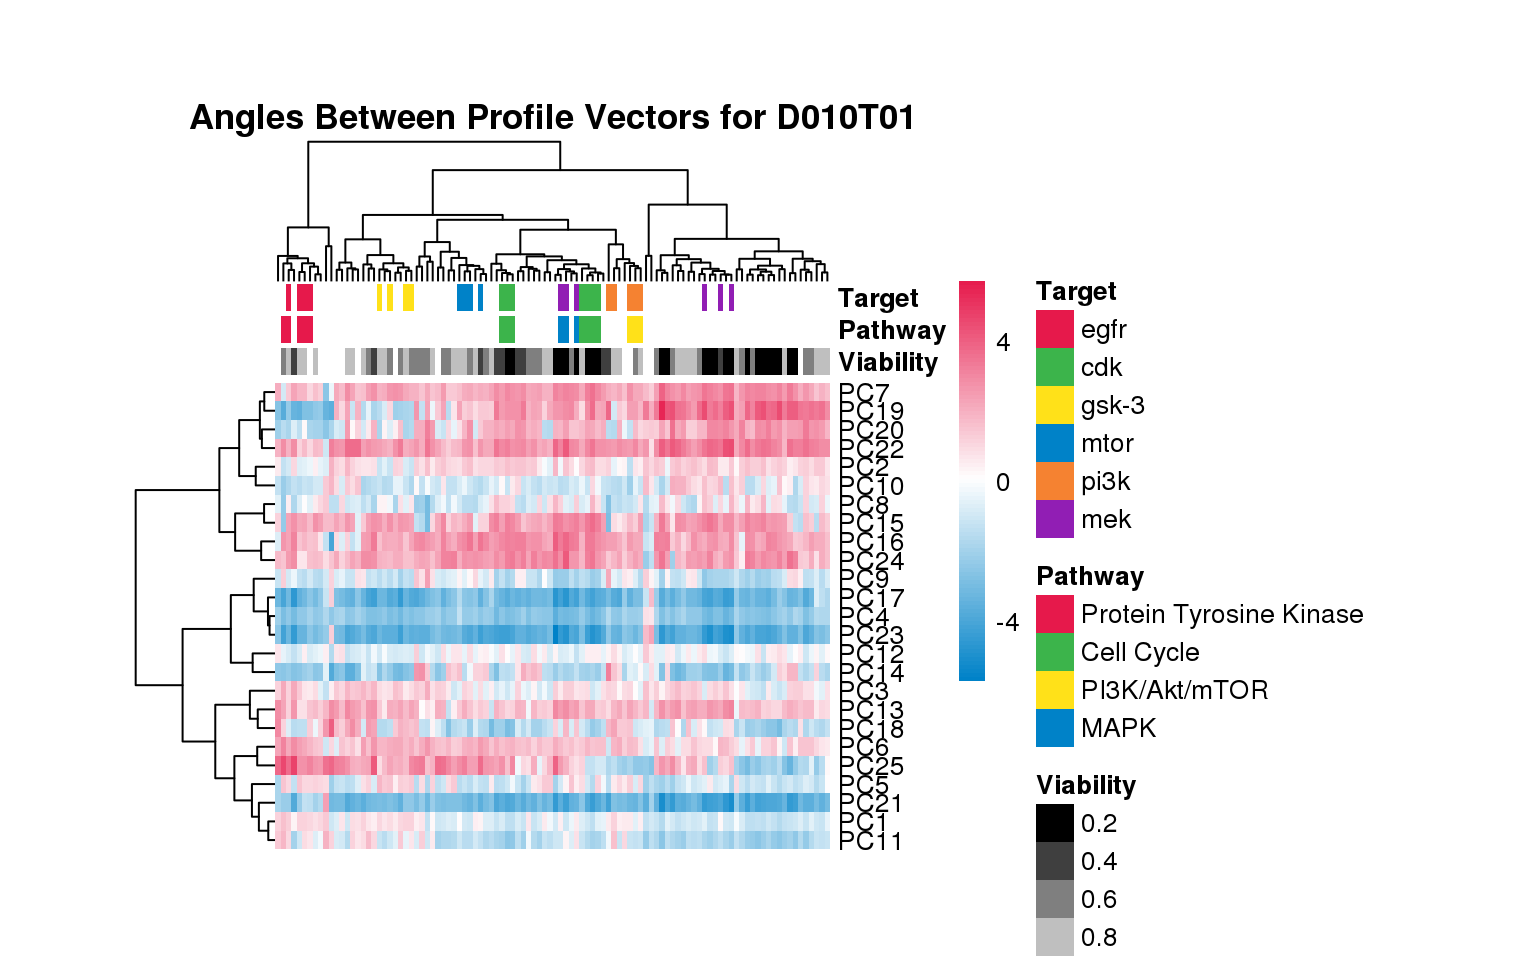 Angles Between Profile Vectors for D010T01
Target
Pathway
Viability
PC7
PC19
PC20
PC22
PC2
PC10
PC8
PC15
PC16
PC24
PC9
PC17
PC4
PC23
PC12
PC14
PC3
PC13
PC18
PC6
PC25
PC5
PC21
PC1
PC11
4
0
-4
Target
egfr
cdk
gsk-3
mtor
pi3k
mek
Pathway
Protein Tyrosine Kinase
Cell Cycle
PI3K/Akt/mTOR
MAPK
Viability
0.2
0.4
0.6
0.8